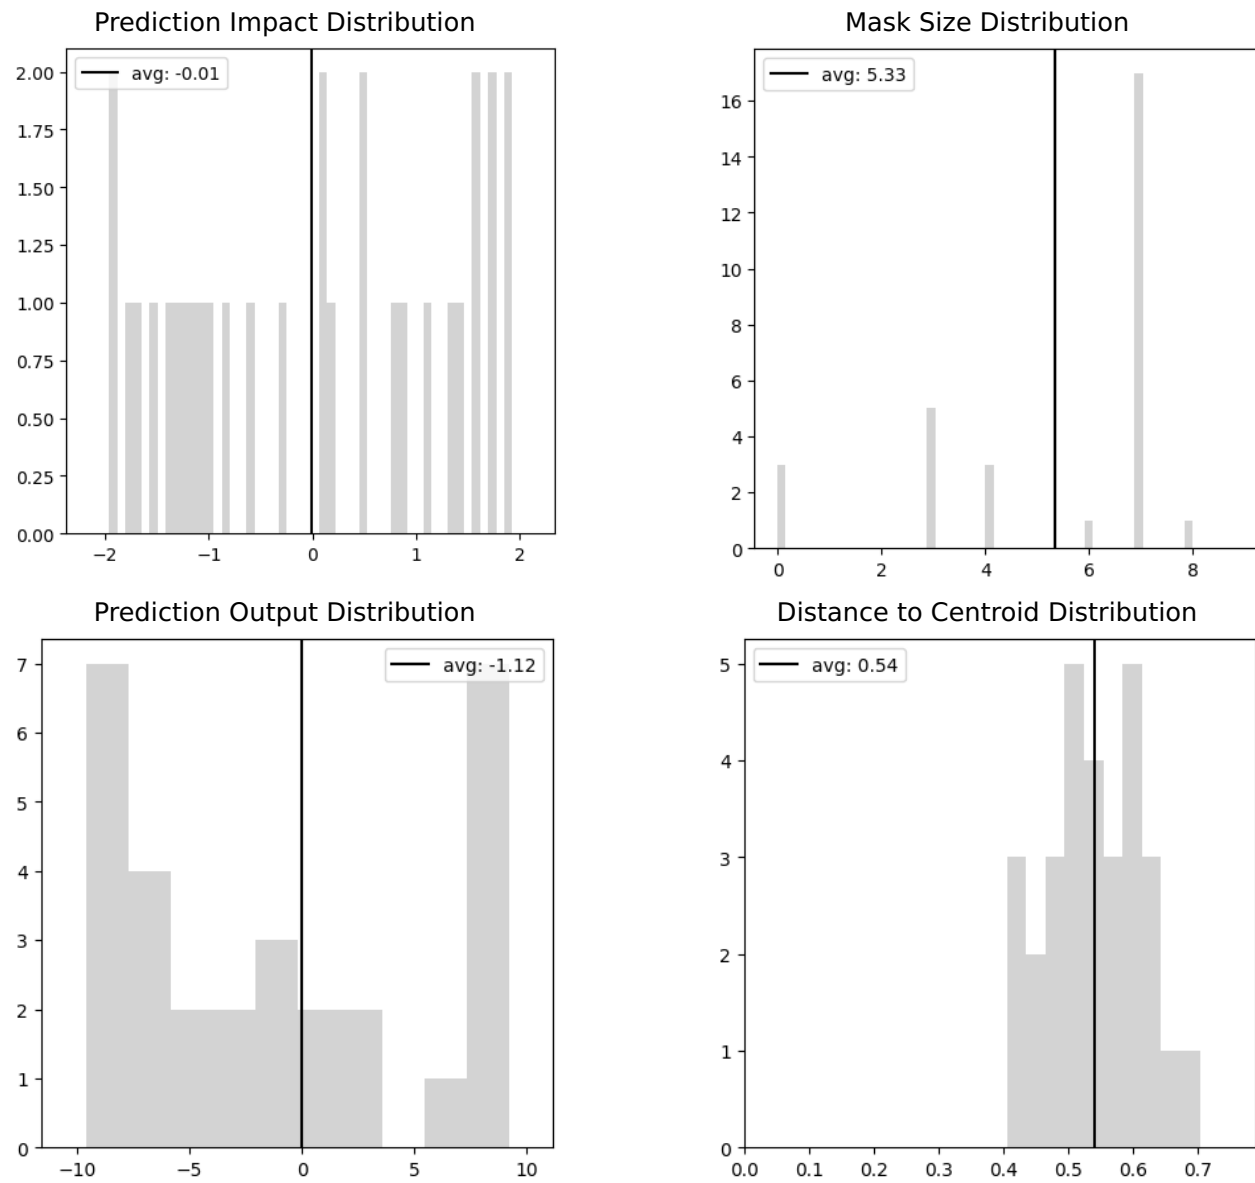 Prediction Impact Distribution
avg: -0.01
2.00
1.75
1.50
1.25
1.00
0.75
0.50
0.25
0.00
−2 −1 0 1 2
Mask Size Distribution
avg: 5.33
16
14
12
10
8
6
4
2
0
0 2 4 6 8
Prediction Output Distribution
avg: -1.12
7
6
5
4
3
2
1
0
−10 −5 0 5 10
Distance to Centroid Distribution
avg: 0.54
5
4
3
2
1
0
0.0 0.1 0.2 0.3 0.4 0.5 0.6 0.7